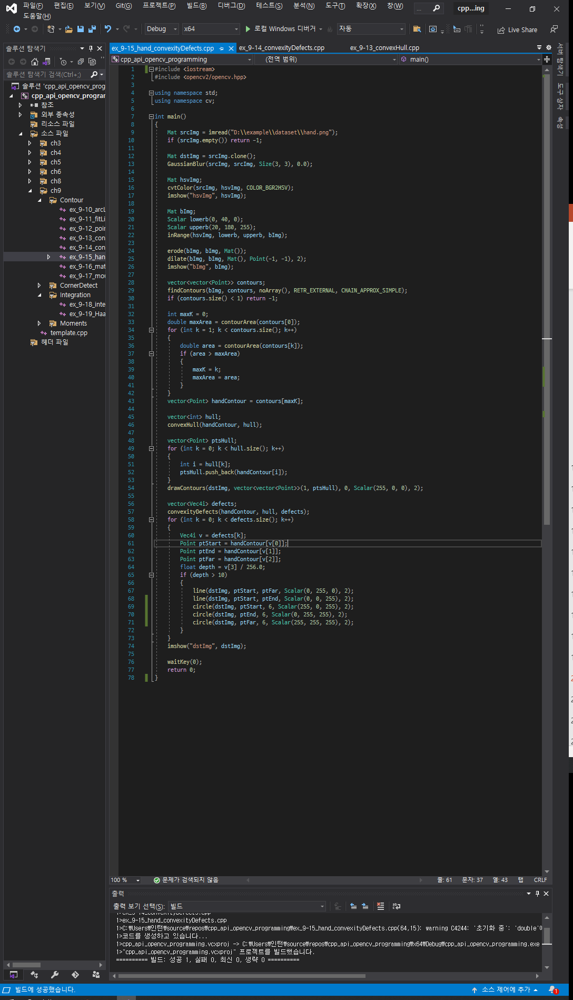 파일(F) 편집(E) 보기(V) Git(G) 프로젝트(P) 빌드(B) 디버그(D) 테스트(S) 분석(N) 도구(T) 확장(X) 창(W) ... cpp...ing
도움말(H)
Debug x64 로컬 Windows 디버거 자동 Live Share
솔루션 탐색기
솔루션 탐색기 검색(Ctrl+;)
솔루션 'cpp_api_opencv_prog
cpp_api_opencv_prograr
참조
외부 종속성
리소스 파일
소스 파일
ch3
ch4
ch5
ch6
ch8
ch9
Contour
ex_9-10_arcL
ex_9-11_fitLi
ex_9-12_poir
ex_9-13_con
ex_9-14_con
ex_9-15_han
ex_9-16_mat
ex_9-17_mou
CornerDetect
Integration
ex_9-18_inte
ex_9-19_Haa
Moments
template.cpp
헤더 파일
ex_9-15_hand_convexityDefects.cpp ex_9-14_convexityDefects.cpp ex_9-13_convexHull.cpp
cpp_api_opencv_programming (전역 범위) main()
1 #include <iostream>
2 #include <opencv2/opencv.hpp>
3
4 using namespace std;
5 using namespace cv;
6
7 int main()
8 {
9 Mat srcImg = imread("D:\\example\\dataset\\hand.png");
10 if (srcImg.empty()) return -1;
11
12 Mat dstImg = srcImg.clone();
13 GaussianBlur(srcImg, srcImg, Size(3, 3), 0.0);
14
15 Mat hsvImg;
16 cvtColor(srcImg, hsvImg, COLOR_BGR2HSV);
17 imshow("hsvImg", hsvImg);
18
19 Mat bImg;
20 Scalar lowerb(0, 40, 0);
21 Scalar upperb(20, 180, 255);
22 inRange(hsvImg, lowerb, upperb, bImg);
23
24 erode(bImg, bImg, Mat());
25 dilate(bImg, bImg, Mat(), Point(-1, -1), 2);
26 imshow("bImg", bImg);
27
28 vector<vector<Point>> contours;
29 findContours(bImg, contours, noArray(), RETR_EXTERNAL, CHAIN_APPROX_SIMPLE);
30 if (contours.size() < 1) return -1;
31
32 int maxK = 0;
33 double maxArea = contourArea(contours[0]);
34 for (int k = 1; k < contours.size(); k++)
35 {
36 double area = contourArea(contours[k]);
37 if (area > maxArea)
38 {
39 maxK = k;
40 maxArea = area;
41 }
42 }
43 vector<Point> handContour = contours[maxK];
44
45 vector<int> hull;
46 convexHull(handContour, hull);
47
48 vector<Point> ptsHull;
49 for (int k = 0; k < hull.size(); k++)
50 {
51 int i = hull[k];
52 ptsHull.push_back(handContour[i]);
53 }
54 drawContours(dstImg, vector<vector<Point>>(1, ptsHull), 0, Scalar(255, 0, 0), 2);
55
56 vector<Vec4i> defects;
57 convexityDefects(handContour, hull, defects);
58 for (int k = 0; k < defects.size(); k++)
59 {
60 Vec4i v = defects[k];
61 Point ptStart = handContour[v[0]];
62 Point ptEnd = handContour[v[1]];
63 Point ptFar = handContour[v[2]];
64 float depth = v[3] / 256.0;
65 if (depth > 10)
66 {
67 line(dstImg, ptStart, ptFar, Scalar(0, 255, 0), 2);
68 line(dstImg, ptStart, ptEnd, Scalar(0, 0, 255), 2);
69 circle(dstImg, ptStart, 6, Scalar(255, 0, 255), 2);
70 circle(dstImg, ptEnd, 6, Scalar(0, 255, 255), 2);
71 circle(dstImg, ptFar, 6, Scalar(255, 255, 255), 2);
72 }
73 }
74 imshow("dstImg", dstImg);
75
76 waitKey(0);
77 return 0;
78 }
서버 탐색기
도구 상자
속성
100 % 문제가 검색되지 않음 줄: 61 문자: 37 열: 43 탭 CRLF
출력
출력 보기 선택(S): 빌드
1>ex_9-14_convexityDefects.cpp
1>ex_9-15_hand_convexityDefects.cpp
1>C:\Users\인턴\source\repos\cpp_api_opencv_programming\ex_9-15_hand_convexityDefects.cpp(64,15): warning C4244: '초기화 중': 'double'0
1>코드를 생성하고 있습니다...
1>cpp_api_opencv_programming.vcxproj -> C:\Users\인턴\source\repos\cpp_api_opencv_programming\x64\Debug\cpp_api_opencv_programming.exe
1>"cpp_api_opencv_programming.vcxproj" 프로젝트를 빌드했습니다.
========== 빌드: 성공 1, 실패 0, 최신 0, 생략 0 ==========
빌드에 성공했습니다. 소스 제어에 추가 1